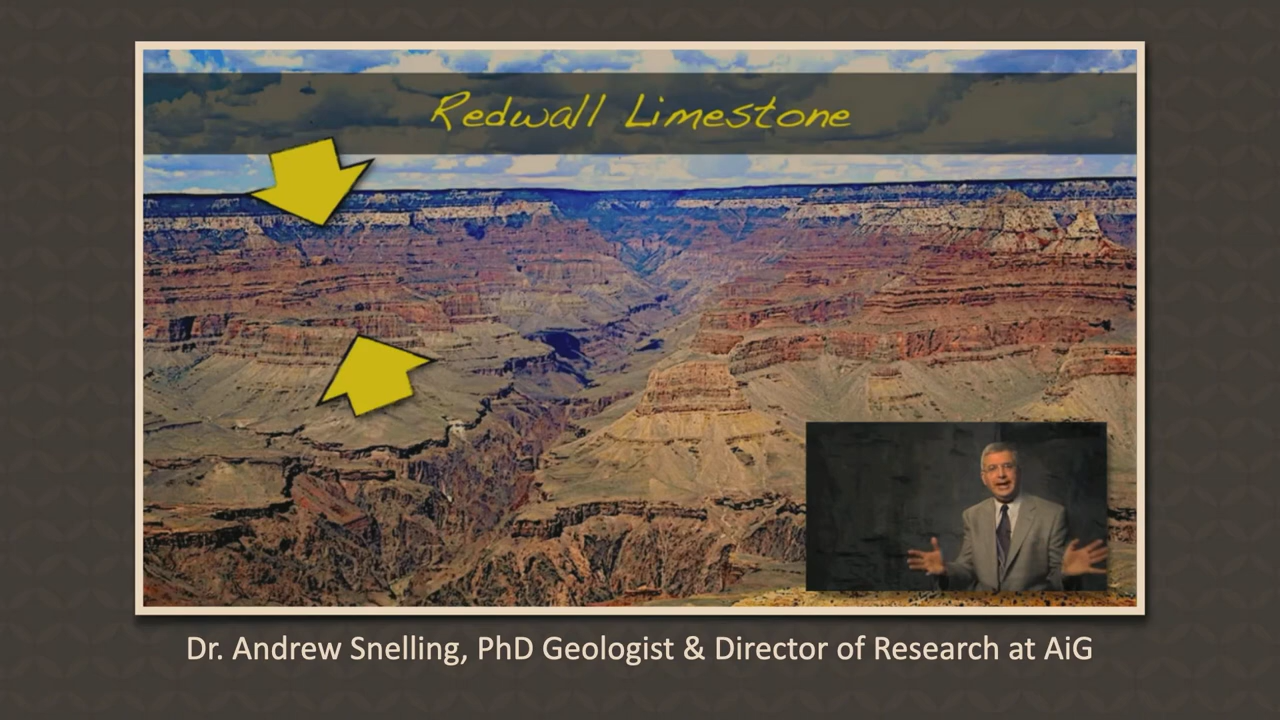 Redwall Limestone
Dr. Andrew Snelling, PhD Geologist & Director of Research at AiG